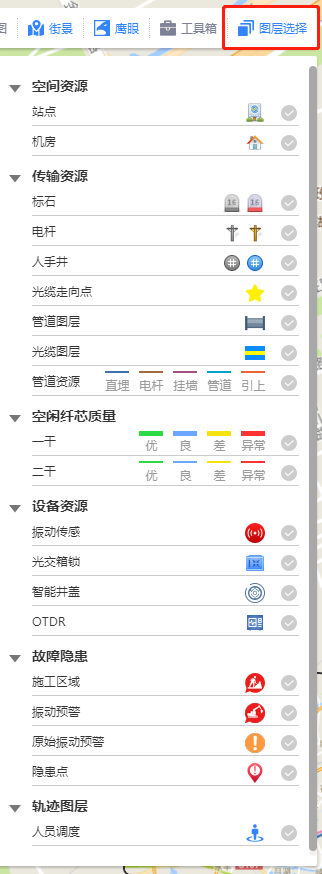 图 街景 鹰眼 工具箱 图层选择
空间资源
站点
机房
传输资源
标石 16 16
电杆
人手井
光缆走向点
管道图层
光缆图层
管道资源 直埋 电杆 挂墙 管道 引上
空闲纤芯质量
一干 优 良 差 异常
二干 优 良 差 异常
设备资源
振动传感
光交箱锁
智能井盖
OTDR
故障隐患
施工区域
振动预警
原始振动预警
隐患点
轨迹图层
人员调度